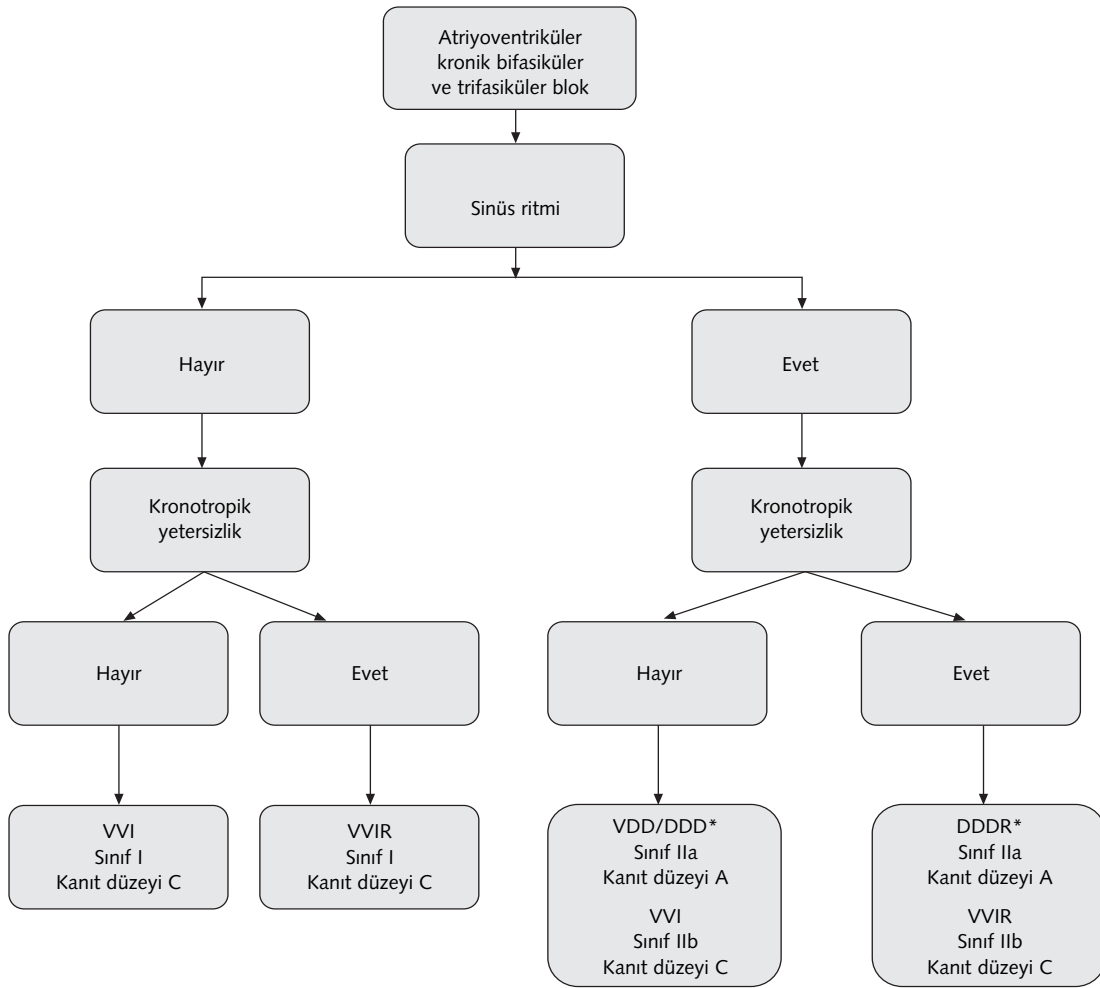 Atriyoventriküler
kronik bifasiküler
ve trifasiküler blok
Sinüs ritmi
Hayır
Evet
Kronotropik
yetersizlik
Kronotropik
yetersizlik
Hayır
Evet
Hayır
Evet
VVI
Sınıf I
Kanıt düzeyi C
VVIR
Sınıf I
Kanıt düzeyi C
VDD/DDD*
Sınıf IIa
Kanıt düzeyi A
VVI
Sınıf IIb
Kanıt düzeyi C
DDDR*
Sınıf IIa
Kanıt düzeyi A
VVIR
Sınıf IIb
Kanıt düzeyi C